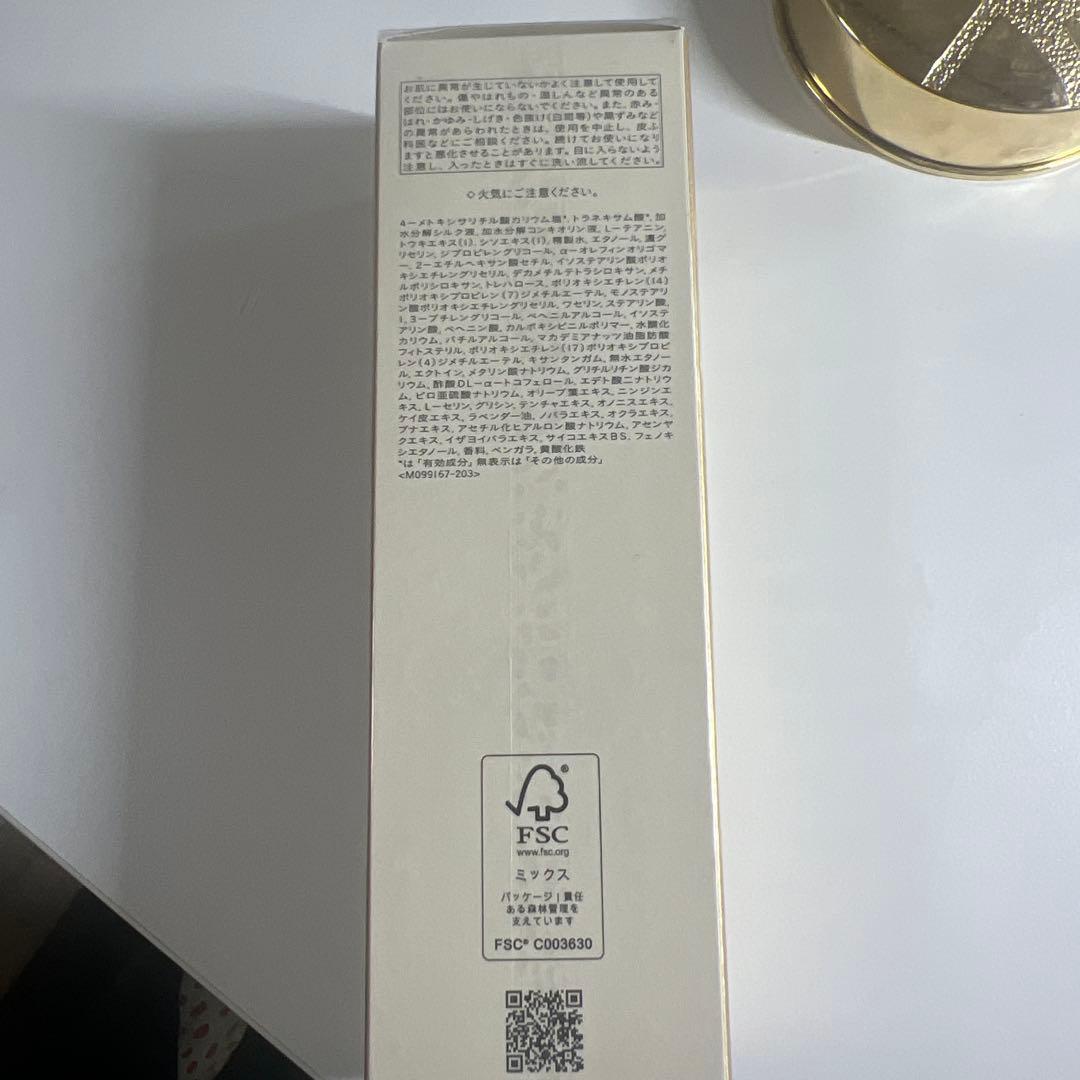 お肌に異常が生じていないかよく注意して使用して
ください。傷やはれもの・湿しんなど異常のある
部位にはお使いにならないでください。また、赤み・
はれ・かゆみ・しげき・色抜け(白斑等)や黒ずみなど
の異常があらわれたときは、使用を中止し、皮ふ
科医などにご相談ください。続けてお使いになり
ますと悪化させることがあります。目に入らないよう
注意し、入ったときはすぐに洗い流してください。
◇火気にご注意ください。
4-メトキシサリチル酸カリウム塩*, トラネキサム酸*, 加
水分解シルク液, 加水分解コンキオリン液, L-テアニン,
トウキエキス(1), シソエキス(1), 精製水, エタノール, 濃グ
リセリン, ジプロピレングリコール, α-オレフィンオリゴマ
ー, 2-エチルヘキサン酸セチル, イソステアリン酸ポリオ
キシエチレングリセリル, デカメチルテトラシロキサン, メチ
ルポリシロキサン, トレハロース, ポリオキシエチレン(14)
ポリオキシプロピレン(7)ジメチルエーテル, モノステアリ
ン酸ポリオキシエチレングリセリル, ワセリン, ステアリン酸,
1,3-ブチレングリコール, ベヘニルアルコール, イソステ
アリン酸, ベヘニン酸, カルボキシビニルポリマー, 水酸化
カリウム, バチルアルコール, マカデミアナッツ油脂肪酸
フィトステリル, ポリオキシエチレン(17)ポリオキシプロピ
レン(4)ジメチルエーテル, キサンタンガム, 無水エタノー
ル, エクトイン, メタリン酸ナトリウム, グリチルリチン酸ジカ
リウム, 酢酸DL-α-トコフェロール, エデト酸二ナトリウ
ム, ピロ亜硫酸ナトリウム, オリーブ葉エキス, ニンジンエ
キス, L-セリン, グリシン, テンチャエキス, オノニスエキス,
ケイ皮エキス, ラベンダー油, ノバラエキス, オクラエキス,
ブナエキス, アセチル化ヒアルロン酸ナトリウム, アセンヤ
クエキス, イザヨイバラエキス, サイコエキスBS, フェノキ
シエタノール, 香料, ベンガラ, 黄酸化鉄
*は「有効成分」無表示は「その他の成分」
<M099167-203>
FSC®
www.fsc.org
ミックス
パッケージ|責任
ある森林管理を
支えています
FSC® C003630